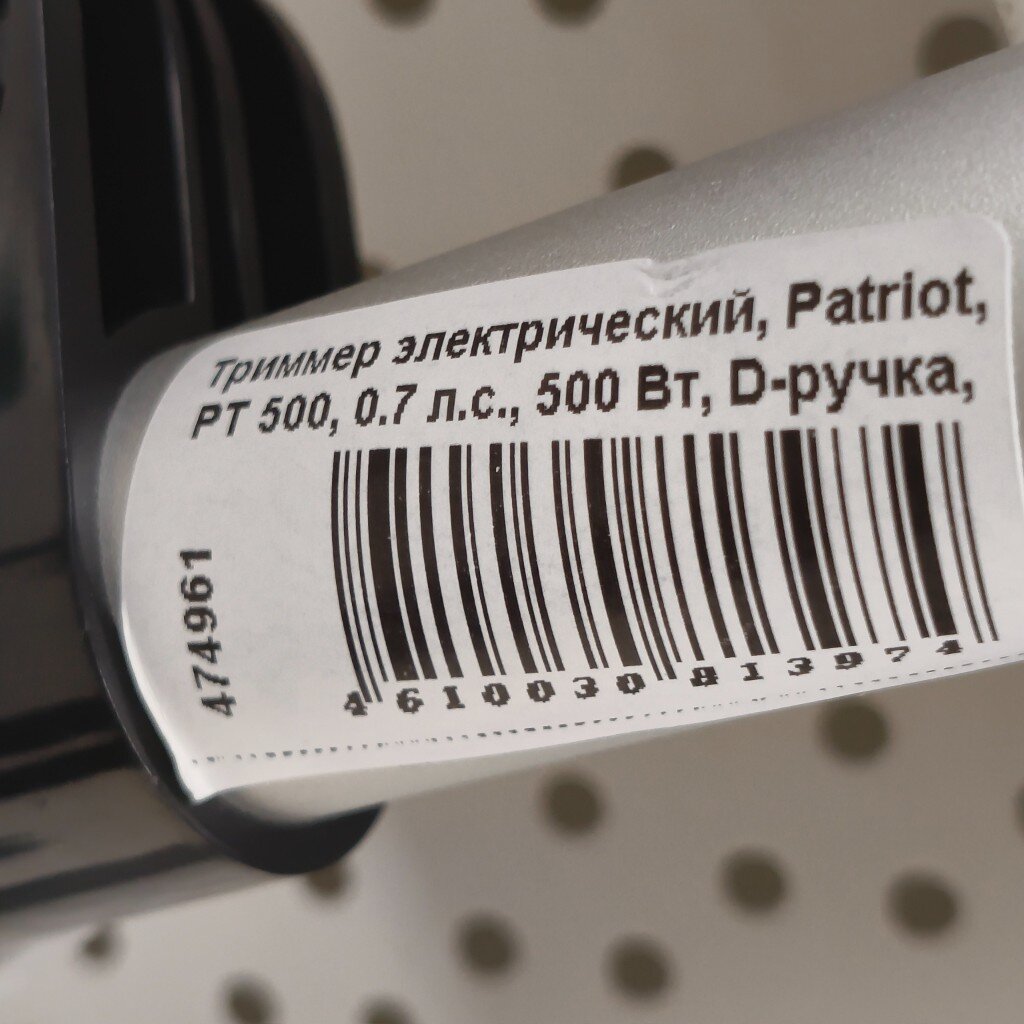 Триммер электрический, Patriot,
PT 500, 0.7 л.с., 500 Вт, D-ручка,
474961
4 610030 813974